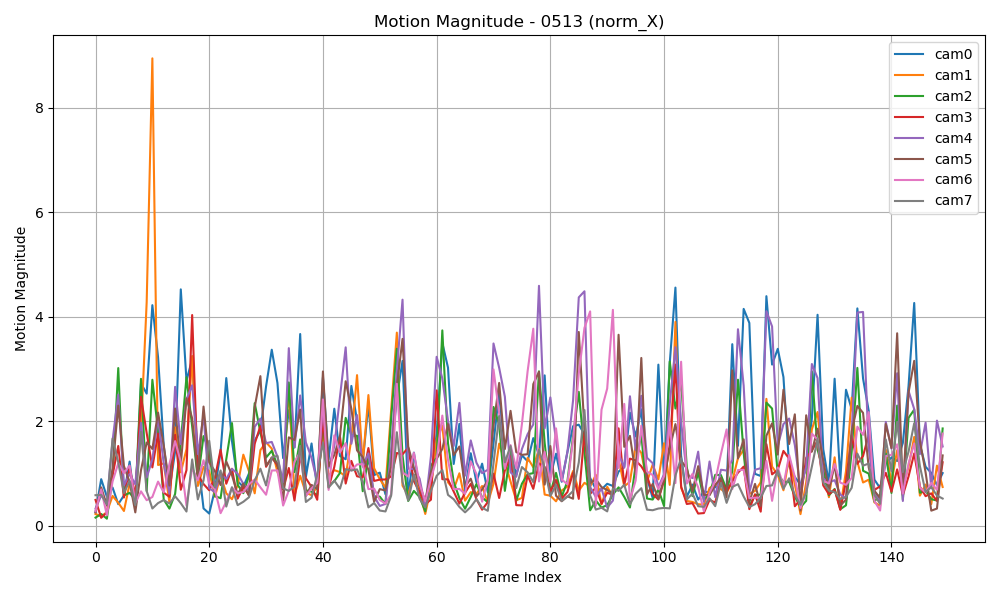 Motion Magnitude - 0513 (norm_X)
cam0
cam1
cam2
cam3
cam4
cam5
cam6
cam7
Motion Magnitude
8
6
4
2
0
0 20 40 60 80 100 120 140
Frame Index